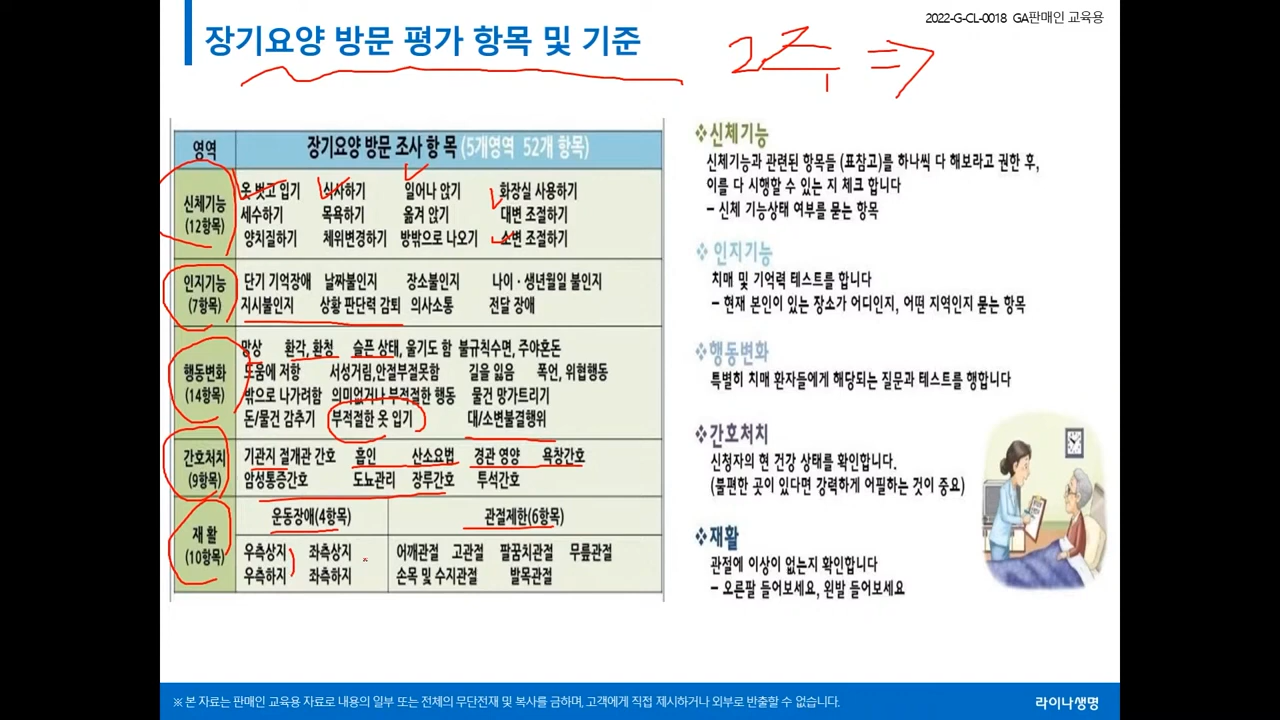 2022-G-CL-0018 GA판매인 교육용
장기요양 방문 평가 항목 및 기준
2주 ⇒
영역 장기요양 방문 조사 항 목 (5개영역 52개 항목)
신체기능
(12항목)
옷 벗고 입기 식사하기 일어나 앉기 화장실 사용하기
세수하기 목욕하기 옮겨 앉기 대변 조절하기
양치질하기 체위변경하기 방밖으로 나오기 소변 조절하기
인지기능
(7항목)
단기 기억장애 날짜불인지 장소불인지 나이 · 생년월일 불인지
지시불인지 상황 판단력 감퇴 의사소통 전달 장애
행동변화
(14항목)
망상 환각, 환청 슬픈 상태, 울기도 함 불규칙수면, 주야혼돈
도움에 저항 서성거림,안절부절못함 길을 잃음 폭언, 위협행동
밖으로 나가려함 의미없거나 부적절한 행동 물건 망가트리기
돈/물건 감추기 부적절한 옷 입기 대/소변불결행위
간호처치
(9항목)
기관지 절개관 간호 흡인 산소요법 경관 영양 욕창간호
암성통증간호 도뇨관리 장루간호 투석간호
재 활
(10항목)
운동장애(4항목) 관절제한(6항목)
우측상지 좌측상지 어깨관절 고관절 팔꿈치관절 무릎관절
우측하지 좌측하지 손목 및 수지관절 발목관절
❖신체기능
신체기능과 관련된 항목들 (표참고)를 하나씩 다 해보라고 권한 후,
이를 다 시행할 수 있는 지 체크 합니다
– 신체 기능상태 여부를 묻는 항목
❖ 인지기능
치매 및 기억력 테스트를 합니다
– 현재 본인이 있는 장소가 어디인지, 어떤 지역인지 묻는 항목
❖행동변화
특별히 치매 환자들에게 해당되는 질문과 테스트를 행합니다
❖간호처치
신청자의 현 건강 상태를 확인합니다.
(불편한 곳이 있다면 강력하게 어필하는 것이 중요)
❖재활
관절에 이상이 없는지 확인합니다
– 오른팔 들어보세요, 왼발 들어보세요
※ 본 자료는 판매인 교육용 자료로 내용의 일부 또는 전체의 무단전재 및 복사를 금하며, 고객에게 직접 제시하거나 외부로 반출할 수 없습니다.
라이나생명